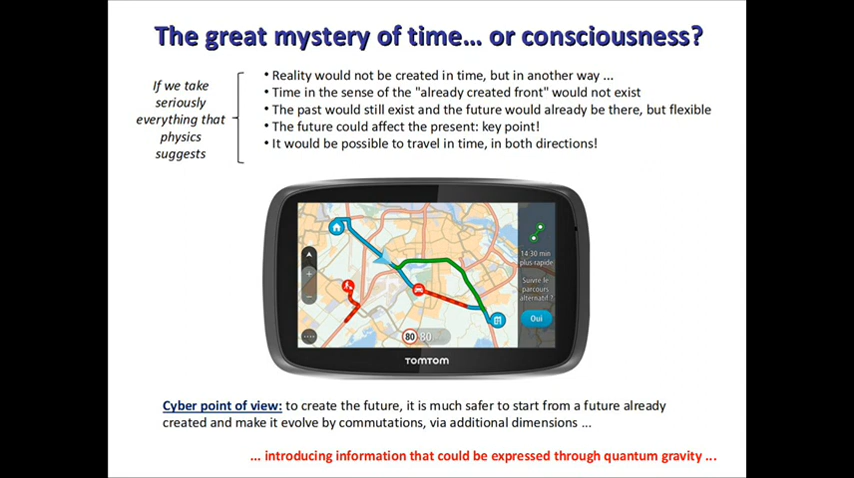 The great mystery of time... or consciousness?
If we take
seriously
everything that
physics
suggests
• Reality would not be created in time, but in another way ...
• Time in the sense of the "already created front" would not exist
• The past would still exist and the future would already be there, but flexible
• The future could affect the present: key point!
• It would be possible to travel in time, in both directions!
14:30 min
plus rapide
Suivre le
parcours
alternatif ?
Oui
80 80
TOMTOM
Cyber point of view: to create the future, it is much safer to start from a future already
created and make it evolve by commutations, via additional dimensions ...
... introducing information that could be expressed through quantum gravity ...